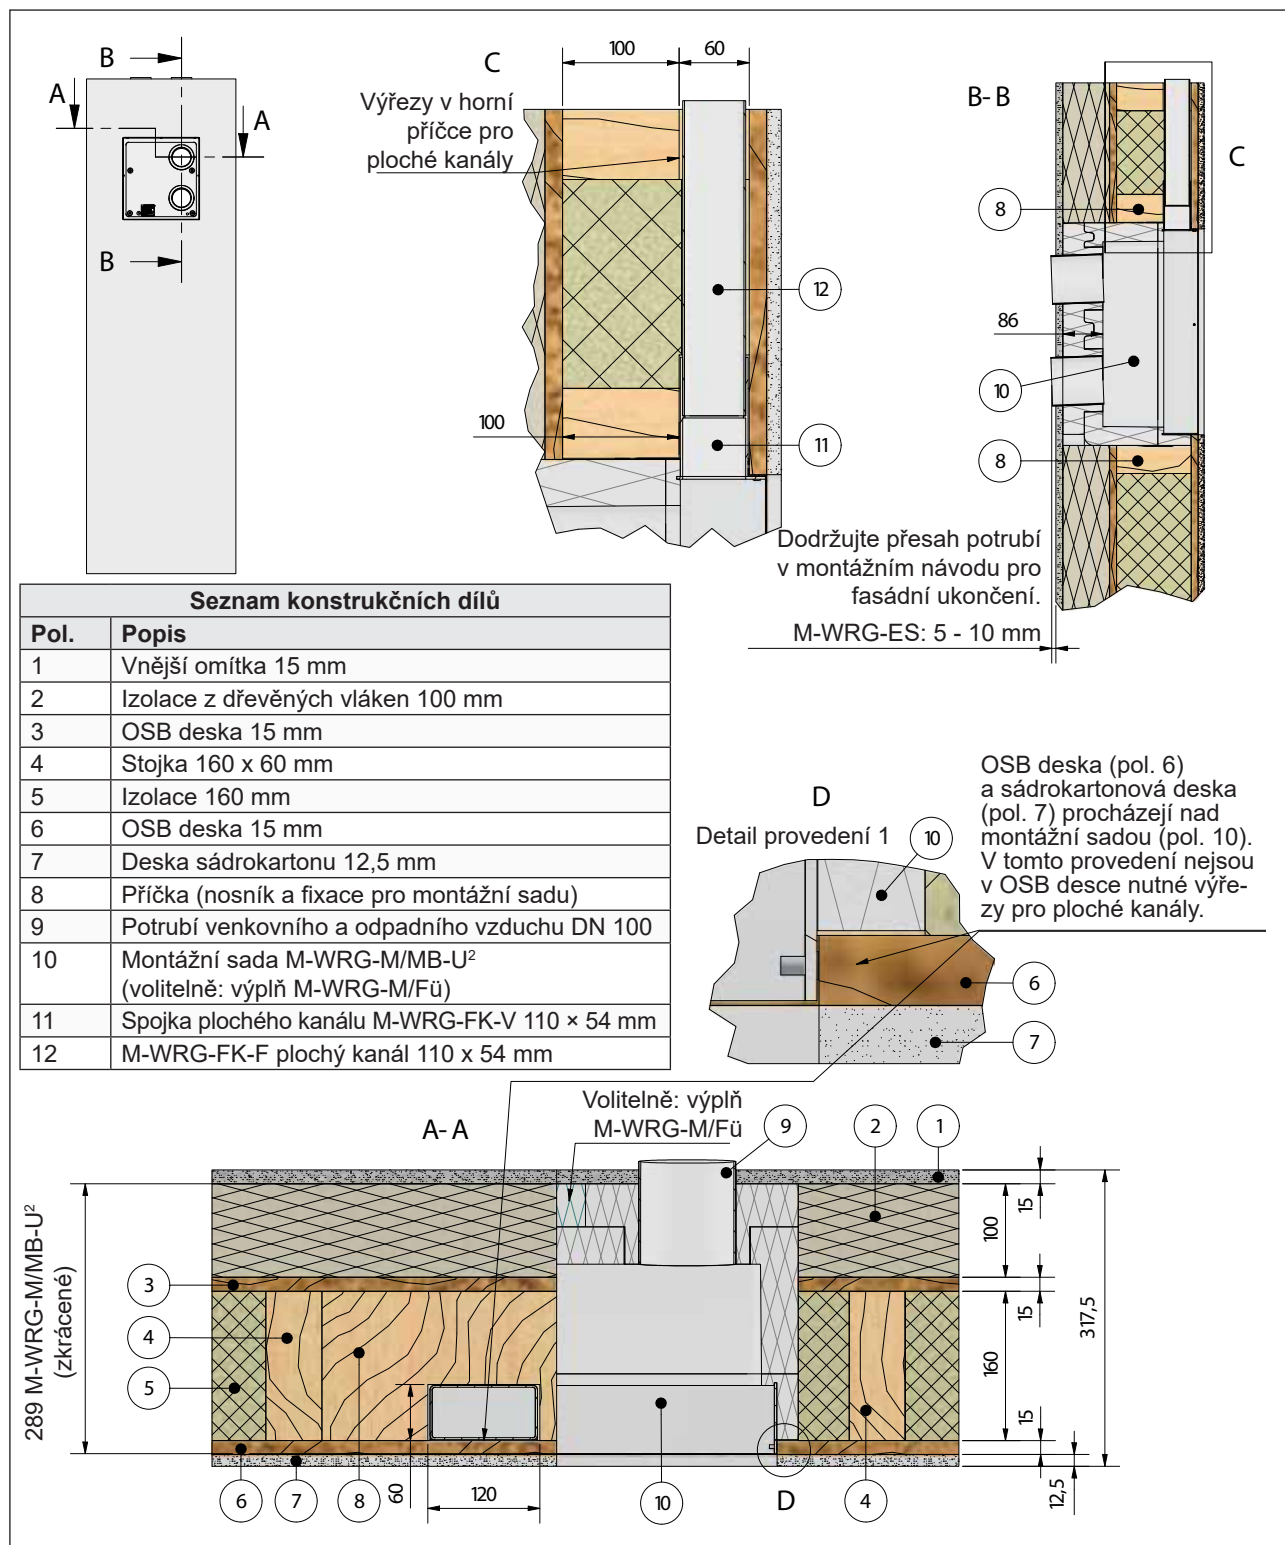 B
A
A
B
C
100
60
Výřezy v horní
příčce pro
ploché kanály
12
100
11
B-B
C
8
86
10
8
Dodržujte přesah potrubí
v montážním návodu pro
fasádní ukončení.
M-WRG-ES: 5 - 10 mm
Seznam konstrukčních dílů
Pol. Popis
1 Vnější omítka 15 mm
2 Izolace z dřevěných vláken 100 mm
3 OSB deska 15 mm
4 Stojka 160 x 60 mm
5 Izolace 160 mm
6 OSB deska 15 mm
7 Deska sádrokartonu 12,5 mm
8 Příčka (nosník a fixace pro montážní sadu)
9 Potrubí venkovního a odpadního vzduchu DN 100
10 Montážní sada M-WRG-M/MB-U²
(volitelně: výplň M-WRG-M/Fü)
11 Spojka plochého kanálu M-WRG-FK-V 110 × 54 mm
12 M-WRG-FK-F plochý kanál 110 x 54 mm
D
Detail provedení 1
10
OSB deska (pol. 6)
a sádrokartonová deska
(pol. 7) procházejí nad
montážní sadou (pol. 10).
V tomto provedení nejsou
v OSB desce nutné výře-
zy pro ploché kanály.
6
7
A-A
Volitelně: výplň
M-WRG-M/Fü
9
2
1
289 M-WRG-M/MB-U²
(zkrácené)
3
4
5
6
7
8
60
120
10
D
4
15
100
15
160
15
12,5
317,5